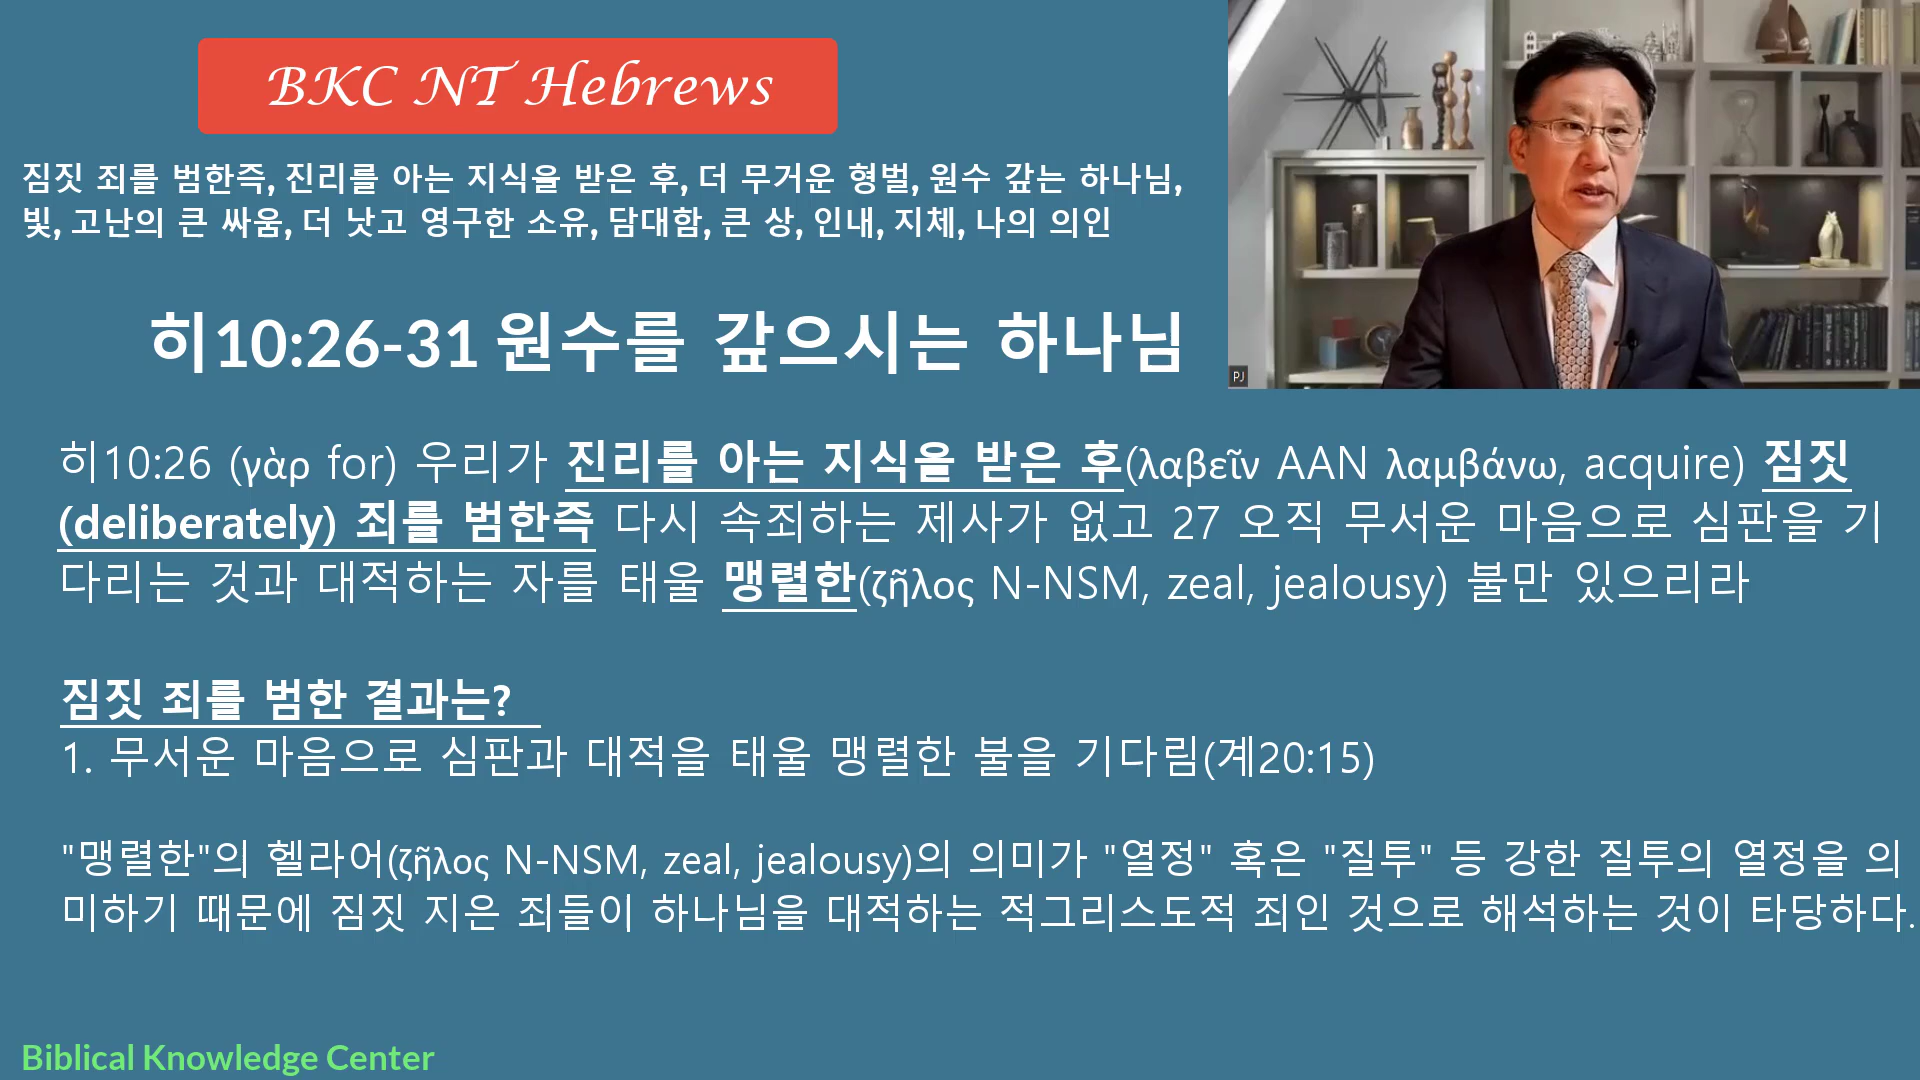 BKC NT Hebrews
짐짓 죄를 범한즉, 진리를 아는 지식을 받은 후, 더 무거운 형벌, 원수 갚는 하나님,
빛, 고난의 큰 싸움, 더 낫고 영구한 소유, 담대함, 큰 상, 인내, 지체, 나의 의인
히10:26-31 원수를 갚으시는 하나님
PJ
히10:26 (γὰρ for) 우리가 진리를 아는 지식을 받은 후(λαβεῖν AAN λαμβάνω, acquire) 짐짓
(deliberately) 죄를 범한즉 다시 속죄하는 제사가 없고 27 오직 무서운 마음으로 심판을 기
다리는 것과 대적하는 자를 태울 맹렬한(ζῆλος N-NSM, zeal, jealousy) 불만 있으리라
짐짓 죄를 범한 결과는?
1. 무서운 마음으로 심판과 대적을 태울 맹렬한 불을 기다림(계20:15)
"맹렬한"의 헬라어(ζῆλος N-NSM, zeal, jealousy)의 의미가 "열정" 혹은 "질투" 등 강한 질투의 열정을 의
미하기 때문에 짐짓 지은 죄들이 하나님을 대적하는 적그리스도적 죄인 것으로 해석하는 것이 타당하다.
Biblical Knowledge Center